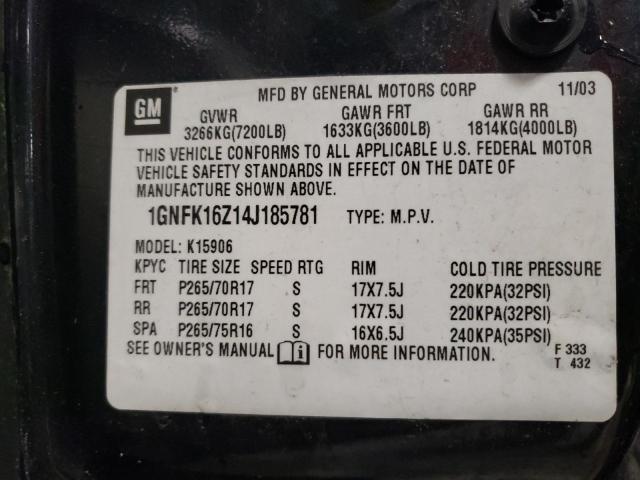 GM
MFD BY GENERAL MOTORS CORP 11/03
GVWR GAWR FRT GAWR RR
3266KG(7200LB) 1633KG(3600LB) 1814KG(4000LB)
THIS VEHICLE CONFORMS TO ALL APPLICABLE U.S. FEDERAL MOTOR
VEHICLE SAFETY STANDARDS IN EFFECT ON THE DATE OF
MANUFACTURE SHOWN ABOVE.
1GNFK16Z14J185781 TYPE: M.P.V.
MODEL: K15906
KPYC TIRE SIZE SPEED RTG RIM COLD TIRE PRESSURE
FRT P265/70R17 S 17X7.5J 220KPA(32PSI)
RR P265/70R17 S 17X7.5J 220KPA(32PSI)
SPA P265/75R16 S 16X6.5J 240KPA(35PSI)
SEE OWNER'S MANUAL i FOR MORE INFORMATION. F 333
T 432